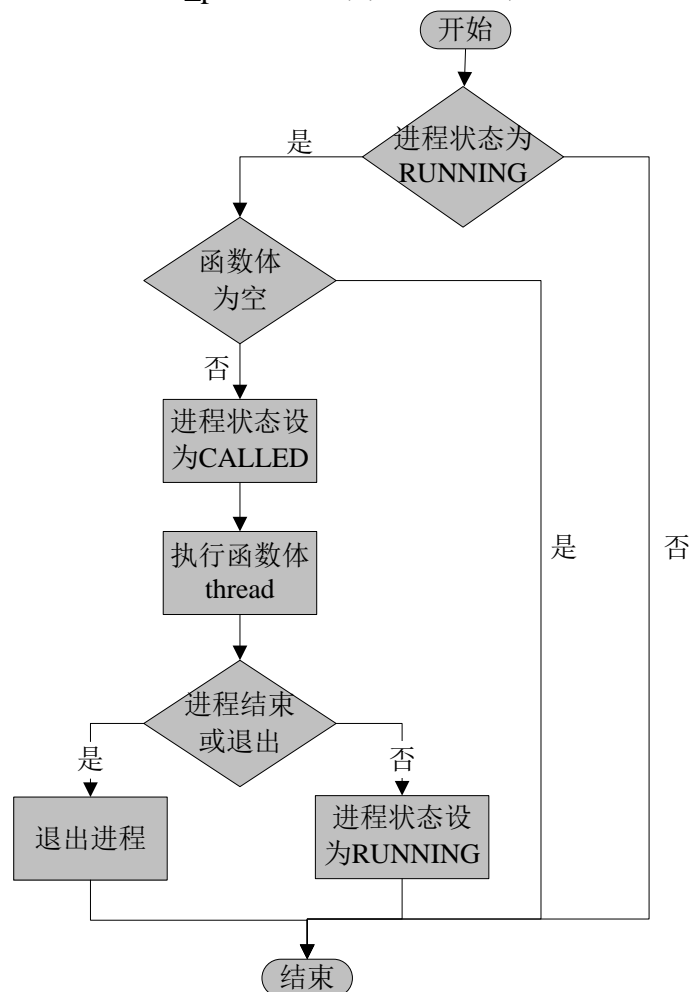 开始
进程状态为
RUNNING
是
函数体
为空
否
进程状态设
为CALLED
执行函数体
thread
是
否
进程结束
或退出
是
否
退出进程
进程状态设
为RUNNING
结束